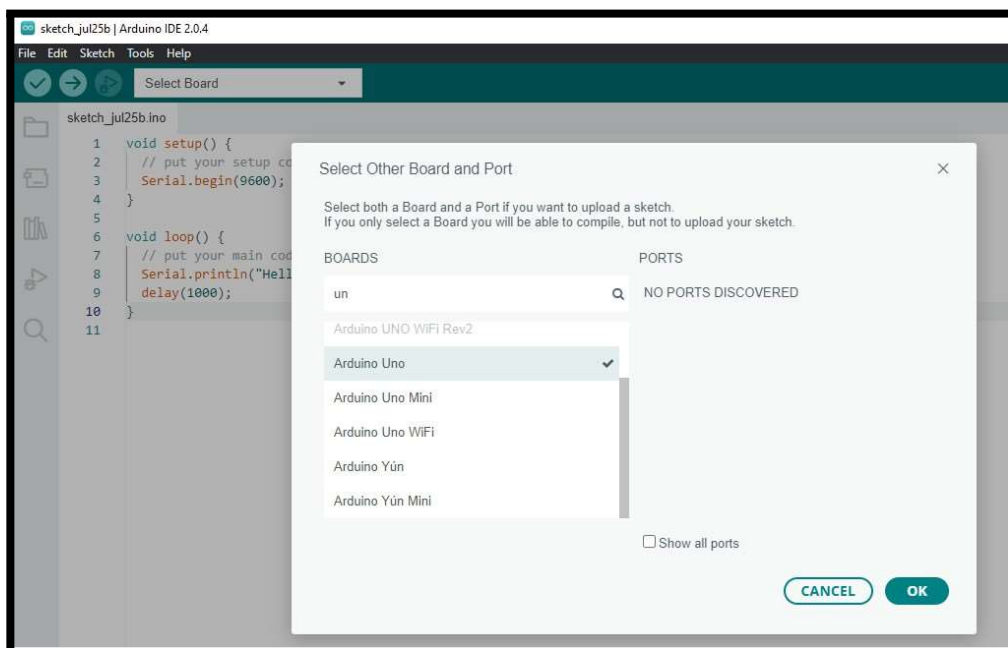 sketch_jul25b | Arduino IDE 2.0.4
File Edit Sketch Tools Help
Select Board
sketch_jul25b.ino
1 void setup() {
2 // put your setup co
3 Serial.begin(9600);
4 }
5
6 void loop() {
7 // put your main cod
8 Serial.println("Hell
9 delay(1000);
10 }
11
Select Other Board and Port
Select both a Board and a Port if you want to upload a sketch.
If you only select a Board you will be able to compile, but not to upload your sketch.
BOARDS
un
Arduino UNO WiFi Rev2
Arduino Uno
Arduino Uno Mini
Arduino Uno WiFi
Arduino Yún
Arduino Yún Mini
PORTS
NO PORTS DISCOVERED
Show all ports
CANCEL OK